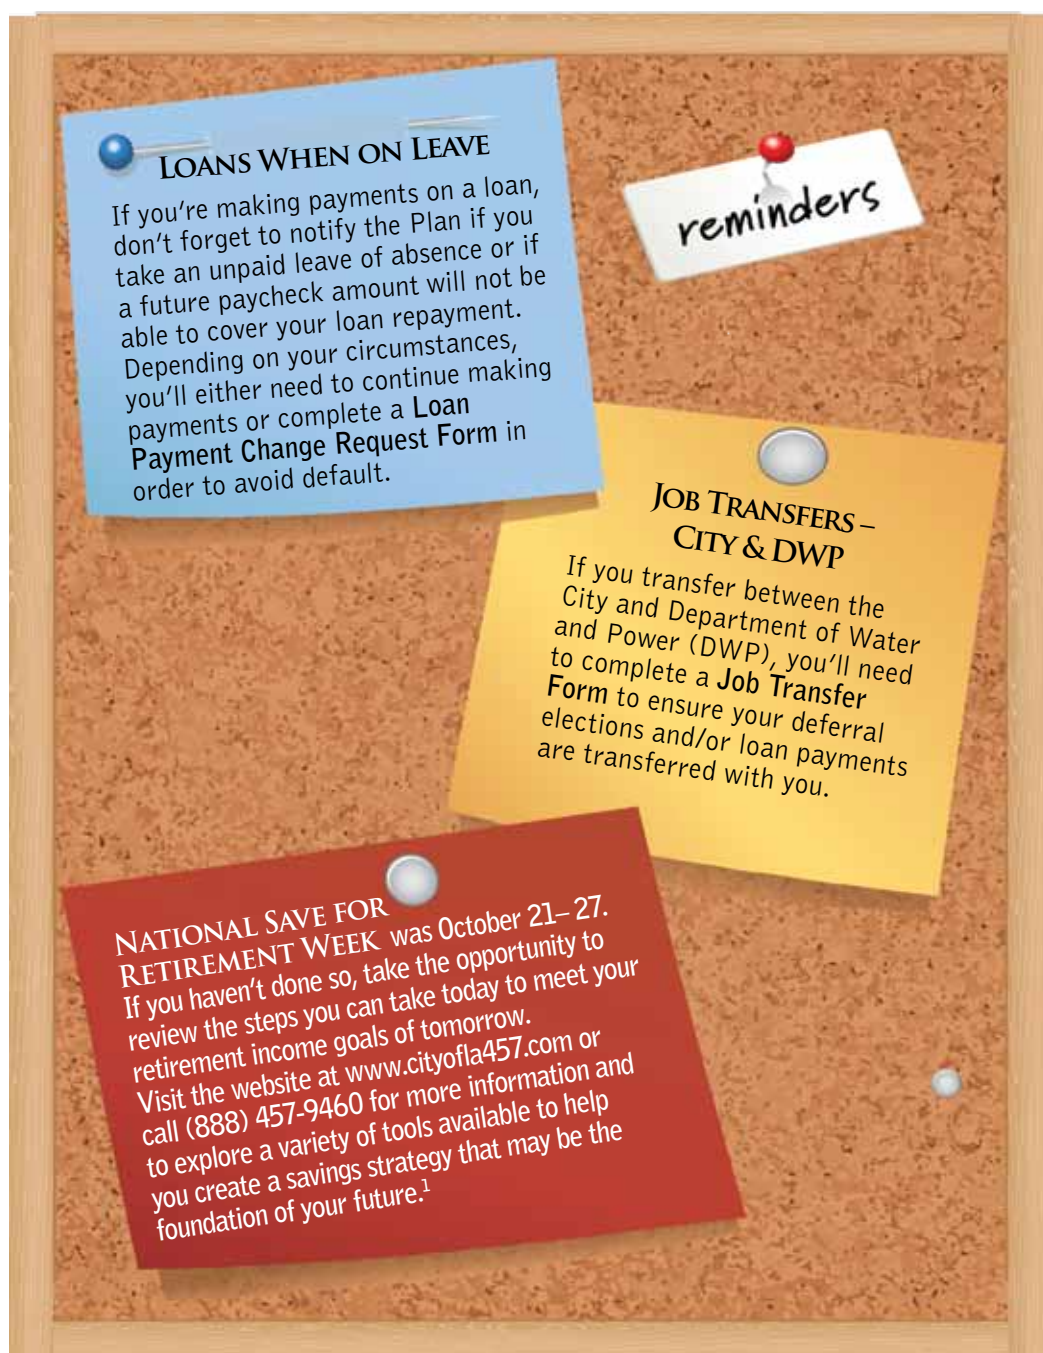 LOANS WHEN ON LEAVE
If you're making payments on a loan,
don't forget to notify the Plan if you
take an unpaid leave of absence or if
a future paycheck amount will not be
able to cover your loan repayment.
Depending on your circumstances,
you'll either need to continue making
payments or complete a Loan
Payment Change Request Form in
order to avoid default.
reminders
JOB TRANSFERS –
CITY & DWP
If you transfer between the
City and Department of Water
and Power (DWP), you'll need
to complete a Job Transfer
Form to ensure your deferral
elections and/or loan payments
are transferred with you.
NATIONAL SAVE FOR
RETIREMENT WEEK was October 21– 27.
If you haven't done so, take the opportunity to
review the steps you can take today to meet your
retirement income goals of tomorrow.
Visit the website at www.cityofla457.com or
call (888) 457-9460 for more information and
to explore a variety of tools available to help
you create a savings strategy that may be the
foundation of your future.1